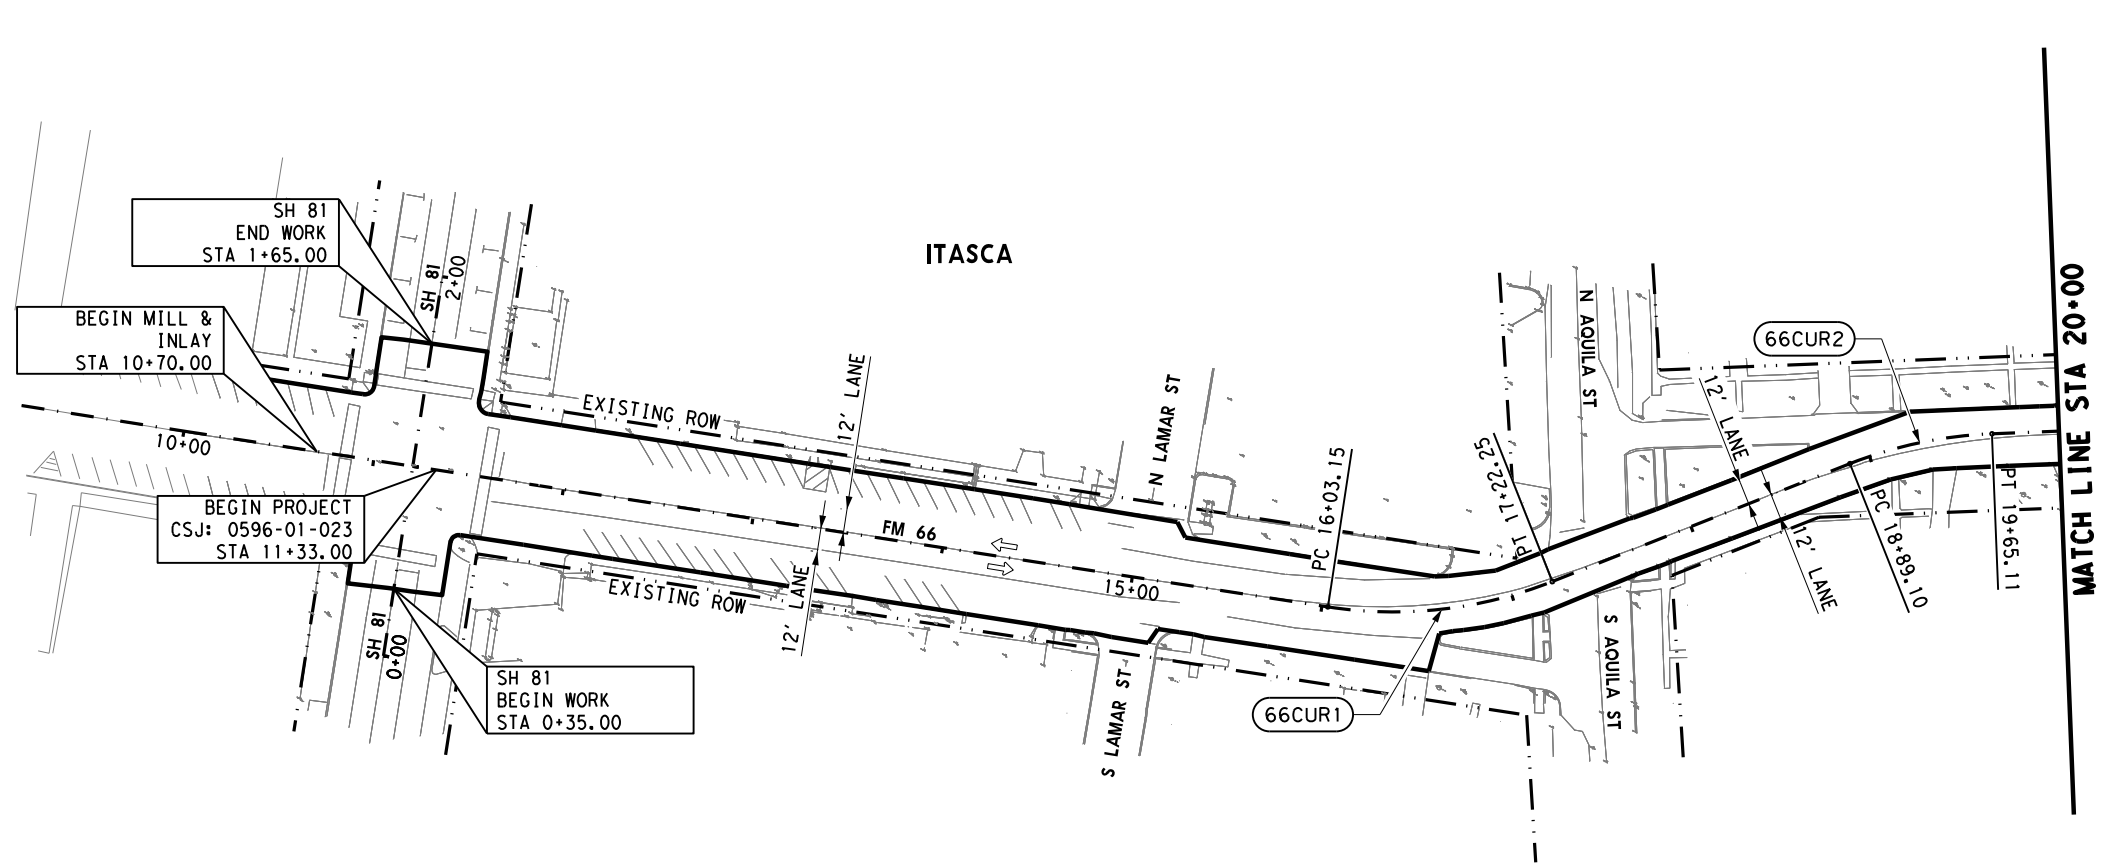 SH 81
END WORK
STA 1+65.00
SH 81
2+00
ITASCA
BEGIN MILL &
INLAY
STA 10+70.00
10+00
EXISTING ROW
12' LANE
N LAMAR ST
N AQUILA ST
66CUR2
MATCH LINE STA 20+00
BEGIN PROJECT
CSJ: 0596-01-023
STA 11+33.00
FM 66
15+00
PC 16+03.15
PT 17+22.25
12' LANE
12' LANE
PC 18+89.10
PT 19+65.11
EXISTING ROW
12' LANE
SH 81
0+00
SH 81
BEGIN WORK
STA 0+35.00
S LAMAR ST
66CUR1
S AQUILA ST